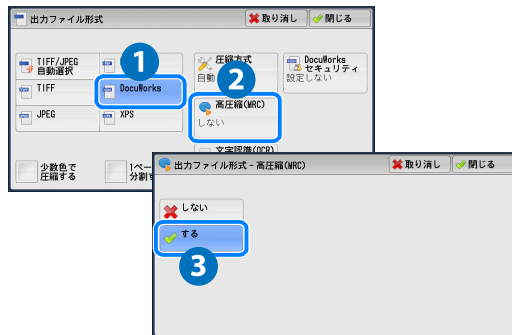 出力ファイル形式
取り消し
閉じる
TIFF/JPEG
自動選択
1
圧縮方式
自動
2
DocuWorks
セキュリティ
設定しない
TIFF
DocuWorks
高圧縮(MRC)
しない
JPEG
XPS
文字認識(OCR)
少数色で
圧縮する
1ペー
分割す
出力ファイル形式 - 高圧縮(MRC)
取り消し
閉じる
しない
する
3